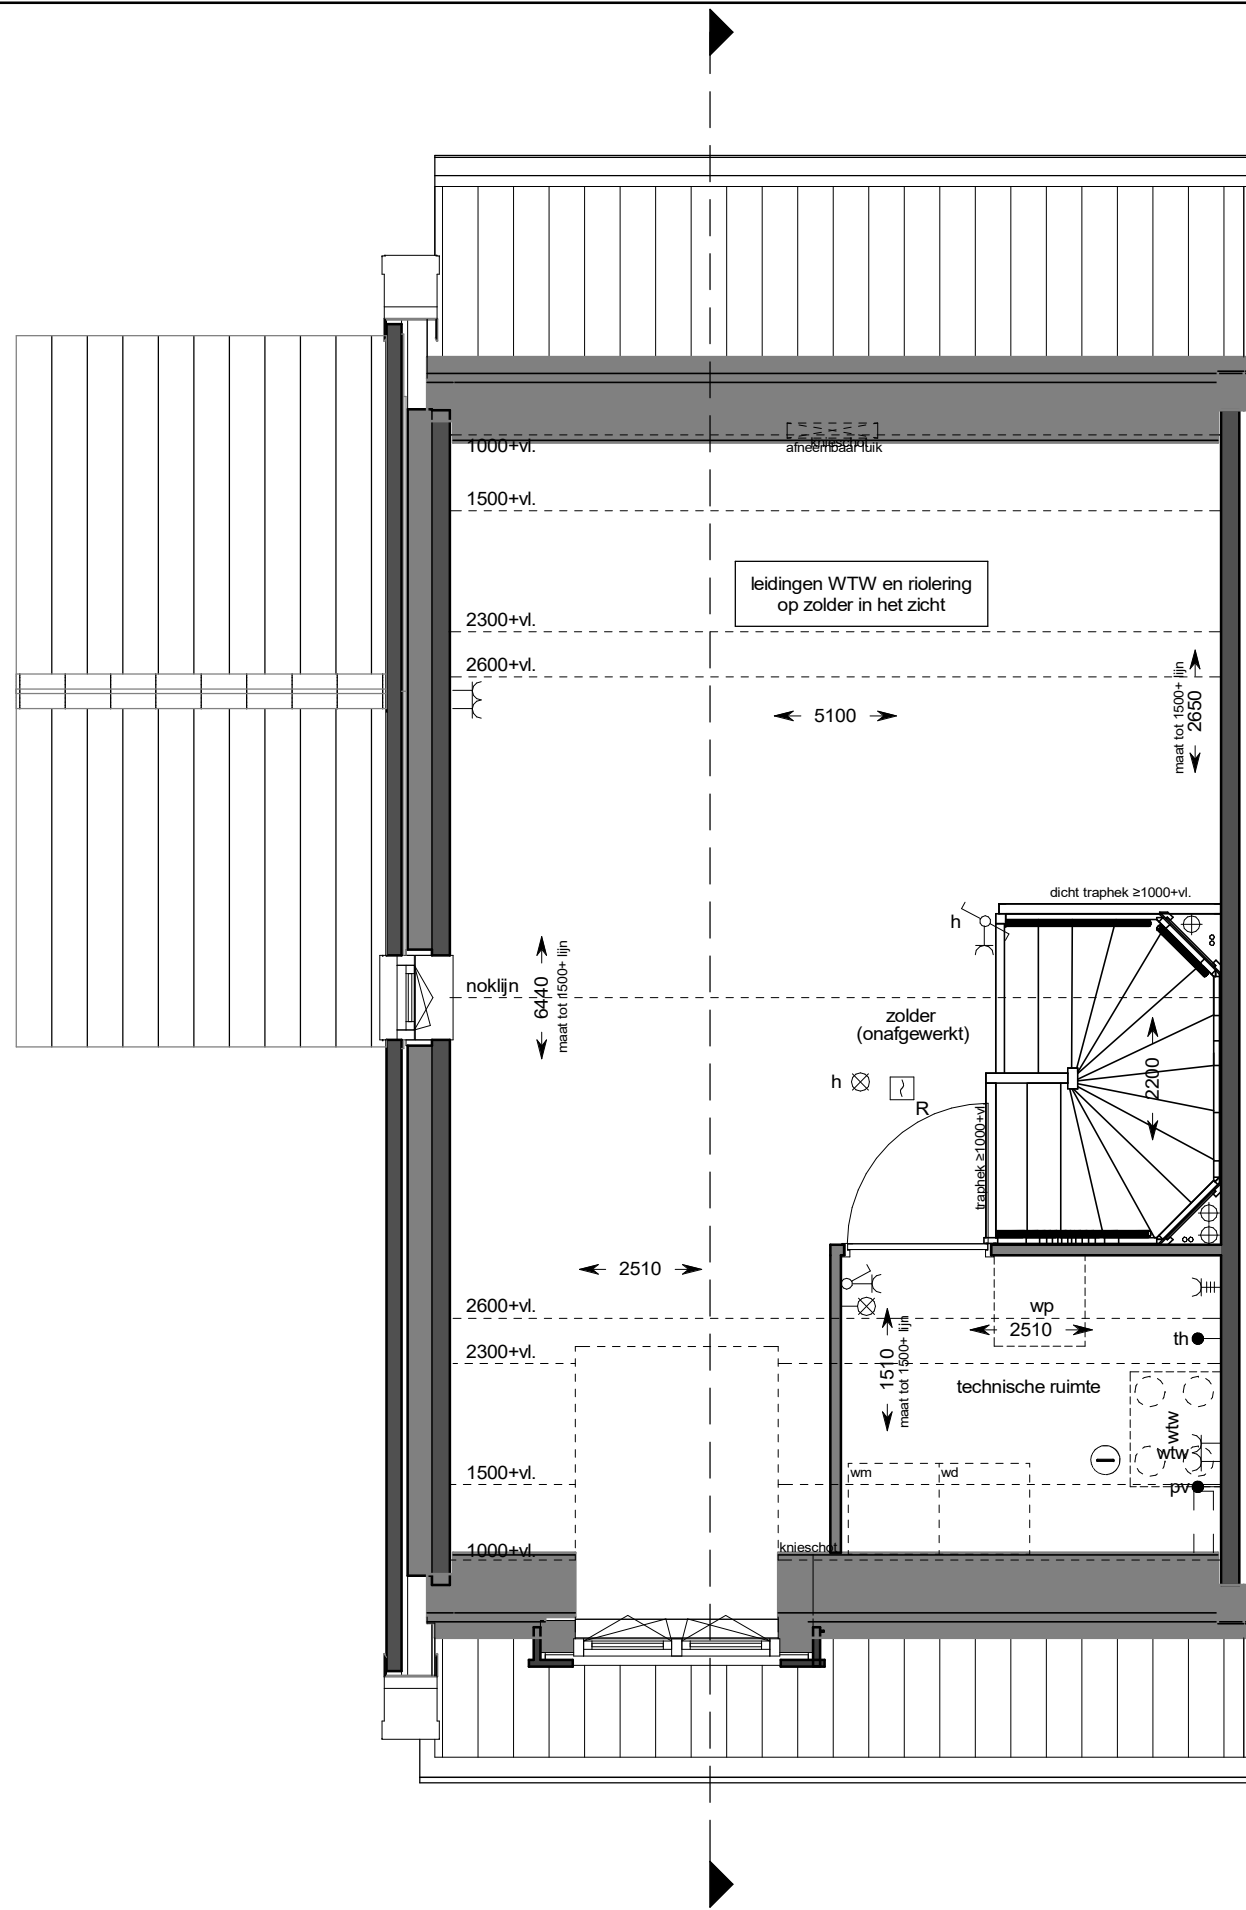 1000+vl.
knieschot
afneembaar luik
1500+vl.
leidingen WTW en riolering
op zolder in het zicht
2300+vl.
2600+vl.
5100
maat tot 1500+ lijn
2650
dicht traphek ≥1000+vl.
h
noklijn
6440
maat tot 1500+ lijn
zolder
(onafgewerkt)
h
R
2200
traphek ≥1000+vl.
2510
2600+vl.
wp
2510
th
2300+vl.
1510
maat tot 1500+ lijn
technische ruimte
wtw
wtw
1500+vl.
wm
wd
pv
1000+vl.
knieschot